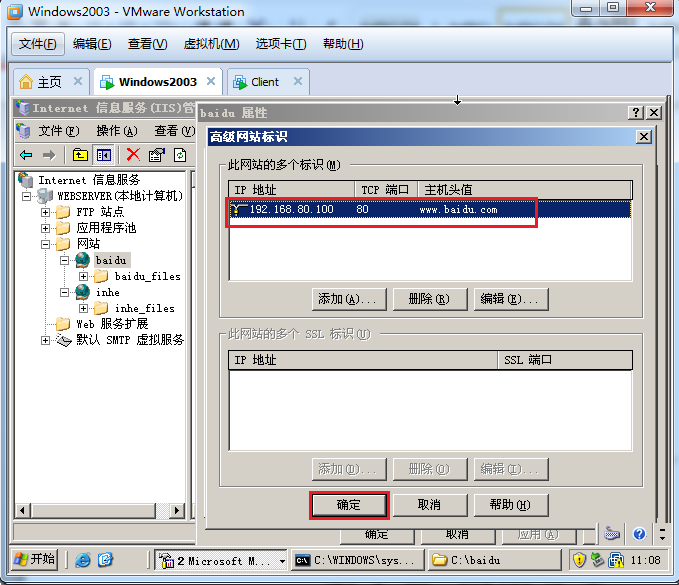 Windows2003 - VMware Workstation
文件(F) 编辑(E) 查看(V) 虚拟机(M) 选项卡(T) 帮助(H)
主页 Windows2003 Client
Internet 信息服务(IIS)管
baidu 属性
文件(F) 操作(A) 查看(V)
高级网站标识
此网站的多个标识(M)
IP 地址 TCP 端口 主机头值
192.168.80.100 80 www.baidu.com
添加(A)... 删除(R) 编辑(E)...
此网站的多个 SSL 标识(U)
IP 地址 SSL 端口
添加(D)... 删除(O) 编辑(I)...
确定 取消 帮助(H)
确定 取消 应用(A)
Internet 信息服务
WEBSERVER(本地计算机)
FTP 站点
应用程序池
网站
baidu
baidu_files
inhe
inhe_files
Web 服务扩展
默认 SMTP 虚拟服务
开始 2 Microsoft M... C:\WINDOWS\sys... C:\baidu 11:08